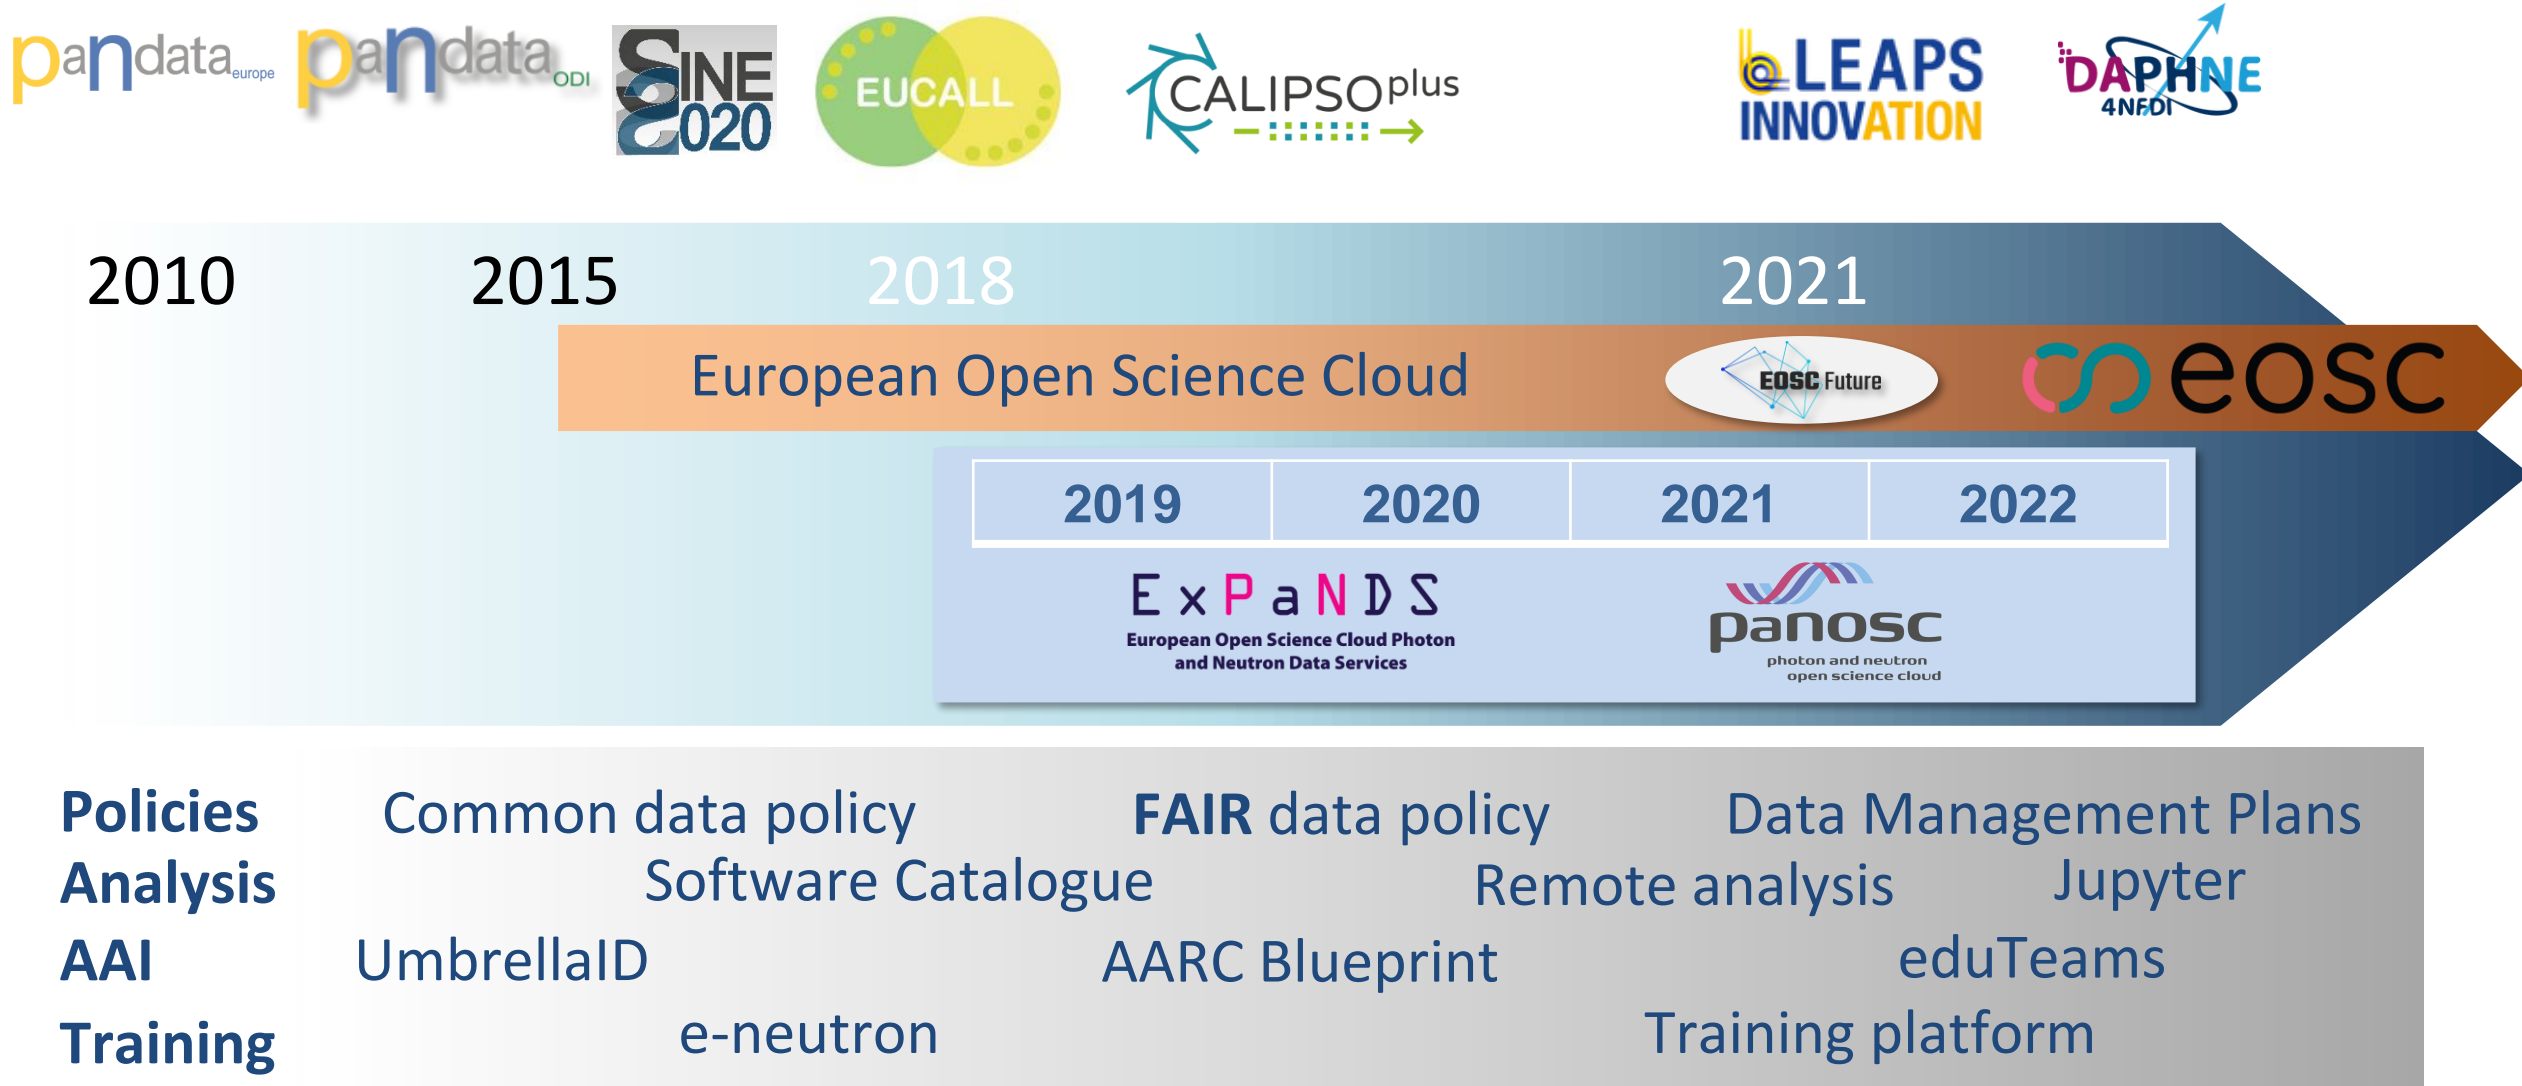 pandata europe
pandata ODI
SINE 2020
EUCALL
CALIPSOplus
LEAPS INNOVATION
DAPHNE 4NFDI
2010 2015 2018 2021
European Open Science Cloud
EOSC Future
eosc
2019 2020 2021 2022
ExPaNDS
European Open Science Cloud Photon
and Neutron Data Services
panosc
photon and neutron
open science cloud
Policies Common data policy FAIR data policy Data Management Plans
Analysis Software Catalogue Remote analysis Jupyter
AAI UmbrellaID AARC Blueprint eduTeams
Training e-neutron Training platform